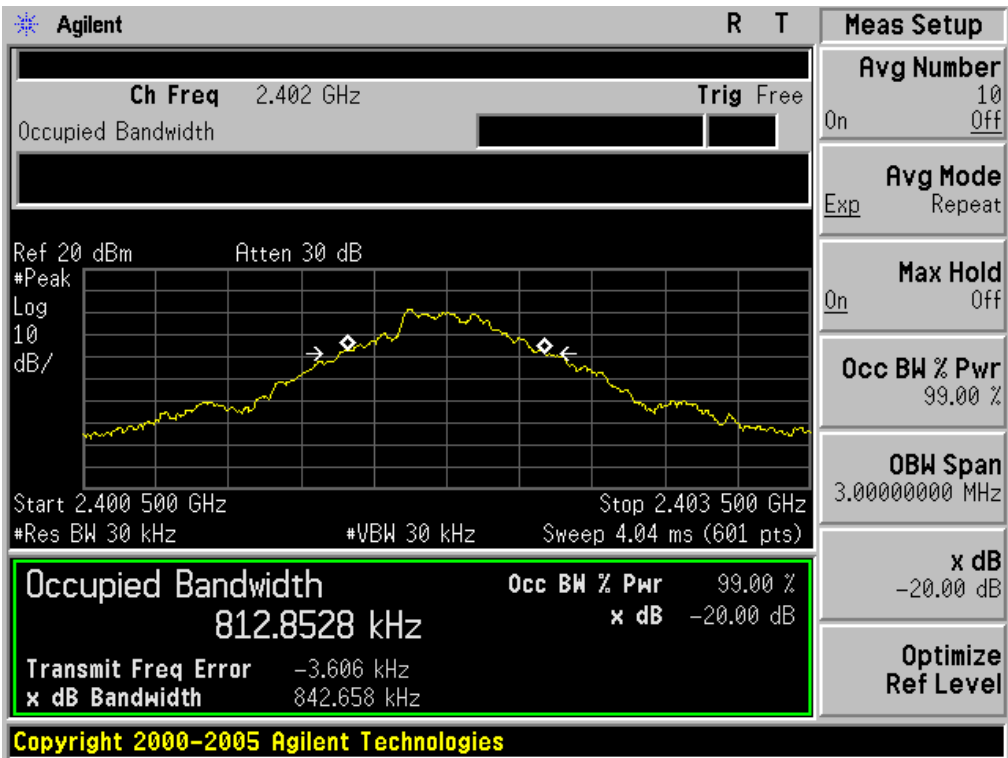 Agilent R T
Ch Freq 2.402 GHz Trig Free
Occupied Bandwidth
Ref 20 dBm Atten 30 dB
#Peak
Log
10
dB/
Start 2.400 500 GHz Stop 2.403 500 GHz
#Res BW 30 kHz #VBW 30 kHz Sweep 4.04 ms (601 pts)
Occupied Bandwidth Occ BW % Pwr 99.00 %
812.8528 kHz x dB -20.00 dB
Transmit Freq Error -3.606 kHz
x dB Bandwidth 842.658 kHz
Copyright 2000-2005 Agilent Technologies
Meas Setup
Avg Number
10
On Off
Avg Mode
Exp Repeat
Max Hold
On Off
Occ BW % Pwr
99.00 %
OBW Span
3.00000000 MHz
x dB
-20.00 dB
Optimize
Ref Level